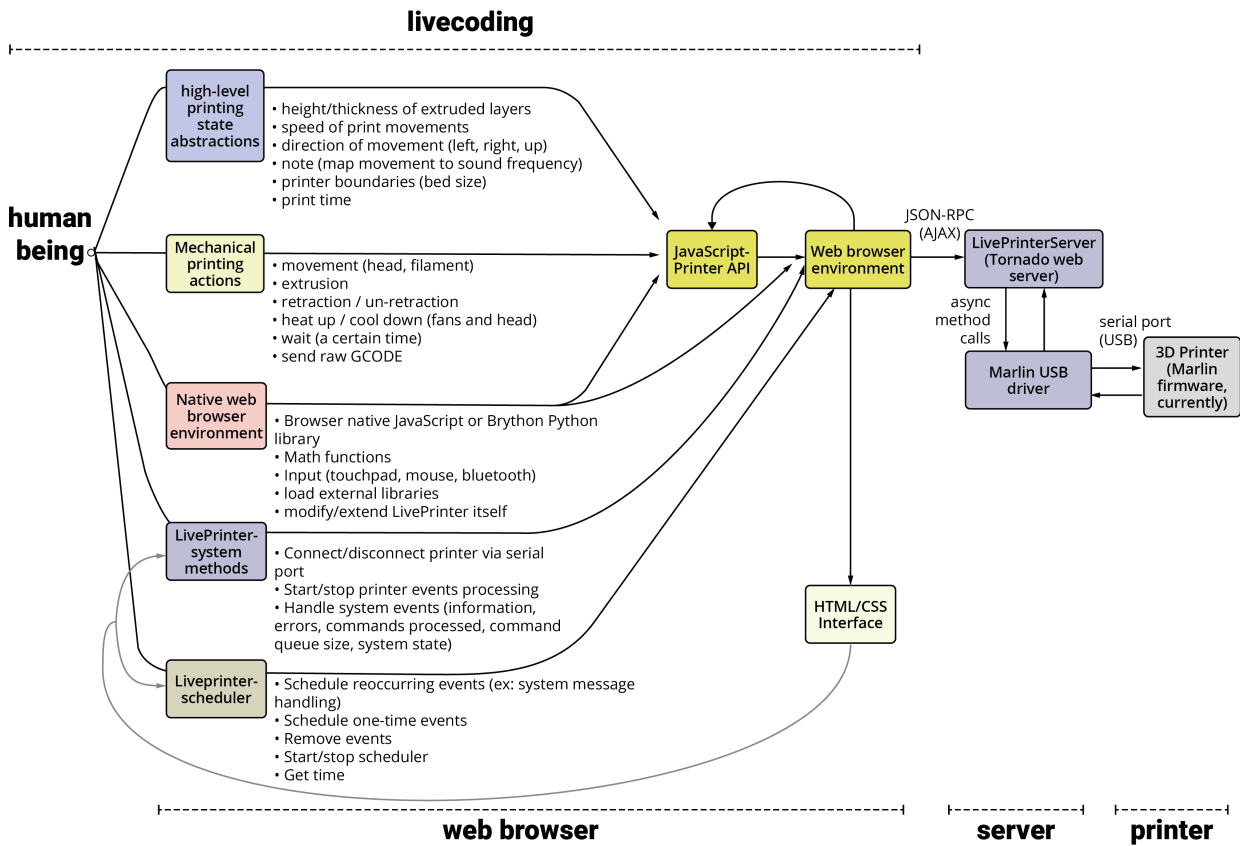 livecoding
high-level
printing
state
abstractions
• height/thickness of extruded layers
• speed of print movements
• direction of movement (left, right, up)
• note (map movement to sound frequency)
• printer boundaries (bed size)
• print time
human
being
Mechanical
printing
actions
• movement (head, filament)
• extrusion
• retraction / un-retraction
• heat up / cool down (fans and head)
• wait (a certain time)
• send raw GCODE
Native web
browser
environment
• Browser native JavaScript or Brython Python
library
• Math functions
• Input (touchpad, mouse, bluetooth)
• load external libraries
• modify/extend LivePrinter itself
LivePrinter-
system
methods
• Connect/disconnect printer via serial
port
• Start/stop printer events processing
• Handle system events (information,
errors, commands processed, command
queue size, system state)
Liveprinter-
scheduler
• Schedule reoccurring events (ex: system message
handling)
• Schedule one-time events
• Remove events
• Start/stop scheduler
• Get time
JavaScript-
Printer API
Web browser
environment
JSON-RPC
(AJAX)
LivePrinterServer
(Tornado web
server)
async
method
calls
Marlin USB
driver
serial port
(USB)
3D Printer
(Marlin
firmware,
currently)
HTML/CSS
Interface
web browser
server
printer